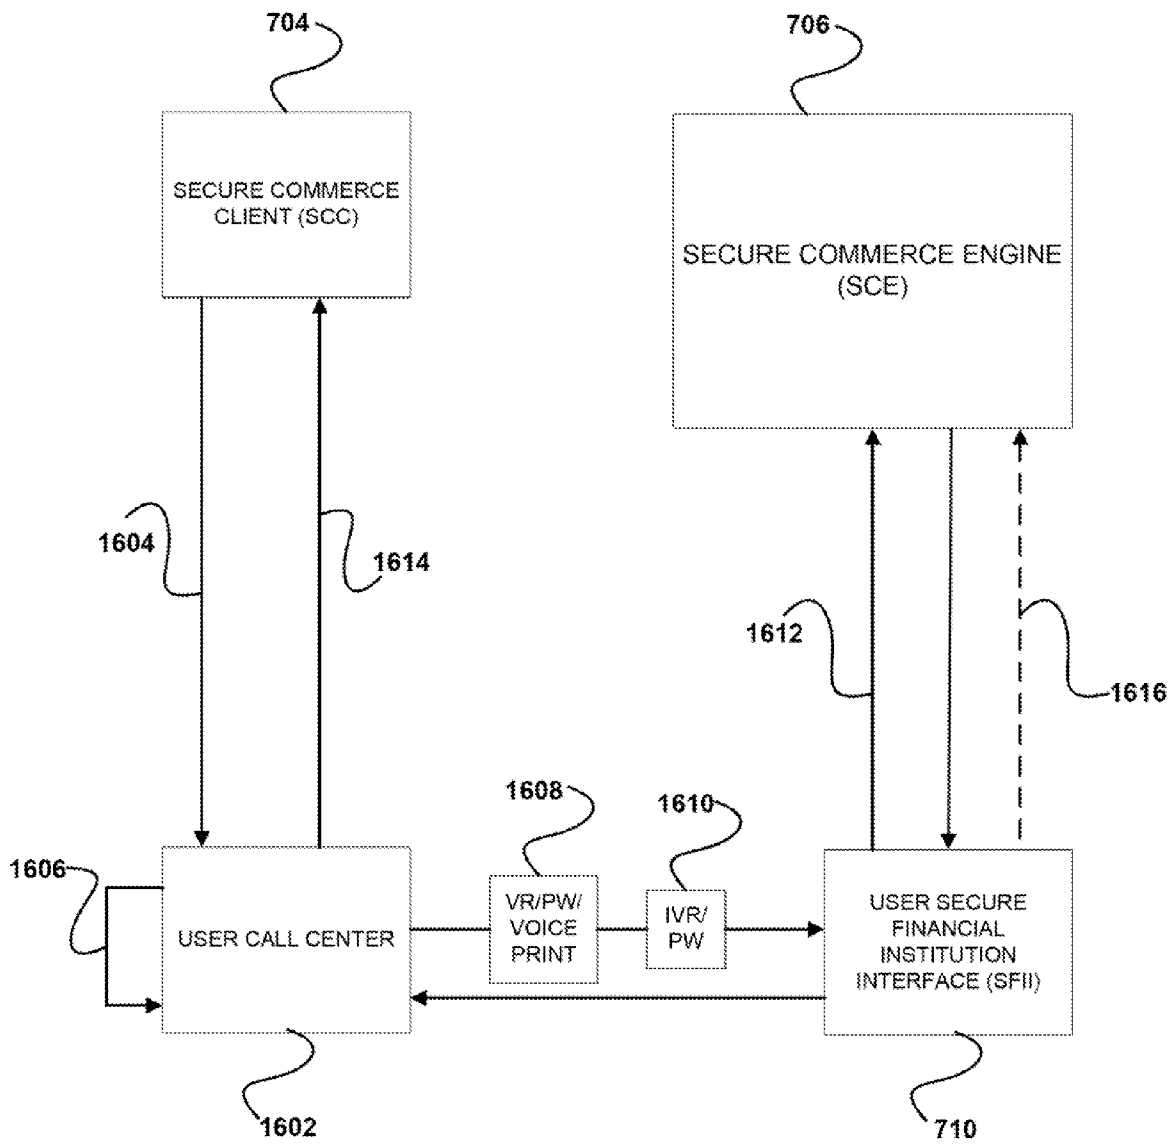 704
706
SECURE COMMERCE
CLIENT (SCC)
SECURE COMMERCE ENGINE
(SCE)
1604
1614
1612
1616
1608
1610
1606
USER CALL CENTER
VR/PW/
VOICE
PRINT
IVR/
PW
USER SECURE
FINANCIAL
INSTITUTION
INTERFACE (SFII)
1602
710